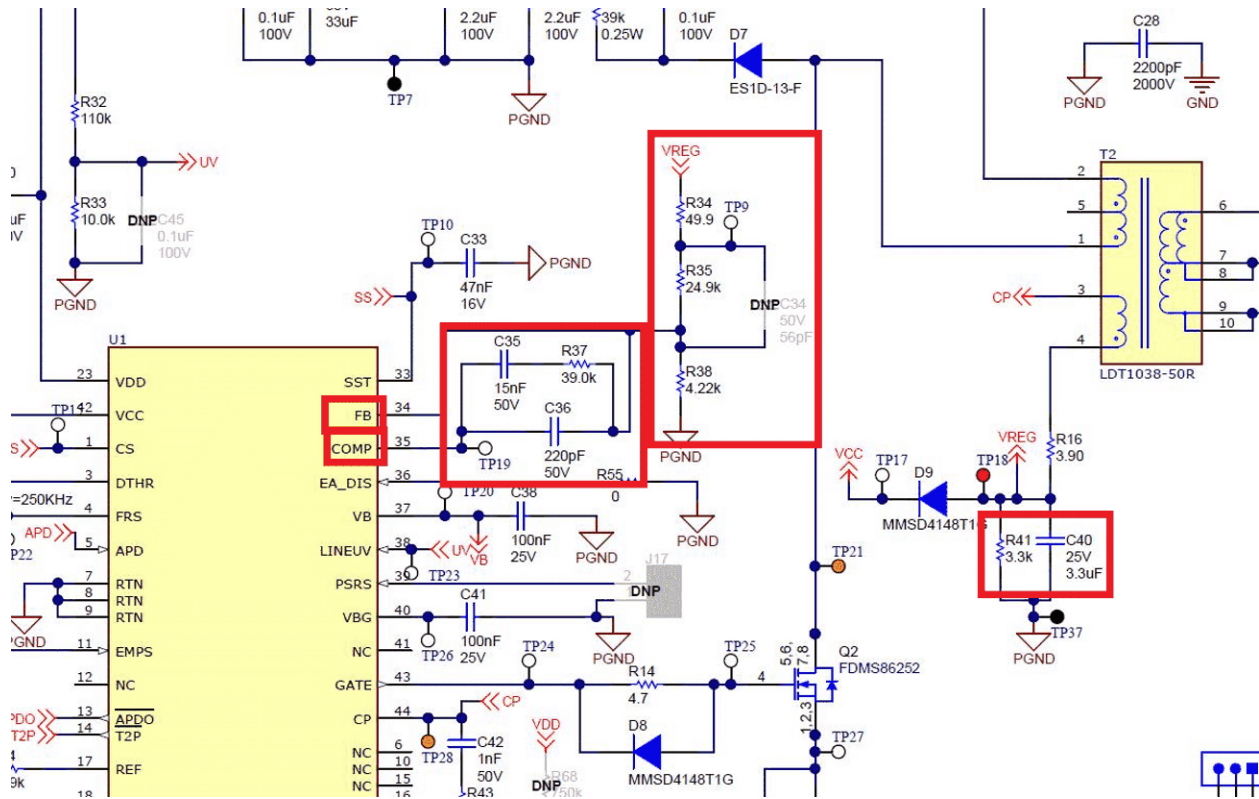 0.1uF
100V
33uF
2.2uF
100V
2.2uF
100V
39k
0.25W
0.1uF
100V
D7
ES1D-13-F
TP7
PGND
C28
2200pF
2000V
PGND
GND
R32
110k
UV
R33
10.0k
DNP
C45
0.1uF
100V
PGND
uF
TP10
C33
47nF
16V
PGND
SS
VREG
R34
49.9
TP9
R35
24.9k
DNP
C34
50V
56pF
R38
4.22k
PGND
T2
2
5
1
3
4
6
7
8
9
10
CP
LDT1038-50R
U1
23
VDD
42
VCC
1
CS
3
DTHR
4
FRS
5
APD
7
RTN
8
RTN
9
RTN
11
EMPS
12
NC
13
APDO
14
T2P
17
REF
18
SST
33
FB
34
COMP
35
EA_DIS
36
VB
37
LINEUV
38
PSRS
39
VBG
40
NC
41
GATE
43
CP
44
NC
6
NC
10
NC
15
16
=250KHz
APD
PGND
C35
15nF
50V
R37
39.0k
C36
220pF
50V
TP19
R55
0
PGND
TP20
C38
100nF
25V
PGND
UV
VB
TP23
J17
2
DNP
C41
100nF
25V
TP26
PGND
TP24
R14
4.7
TP25
4
D8
MMSD4148T1G
CP
TP28
C42
1nF
50V
R43
VDD
DNP
R68
750k
TP21
5,6,
7,8
Q2
FDMS86252
1,2,3
TP27
VCC
TP17
D9
MMSD4148T1G
TP18
VREG
R16
3.90
R41
3.3k
C40
25V
3.3uF
TP37
PGND